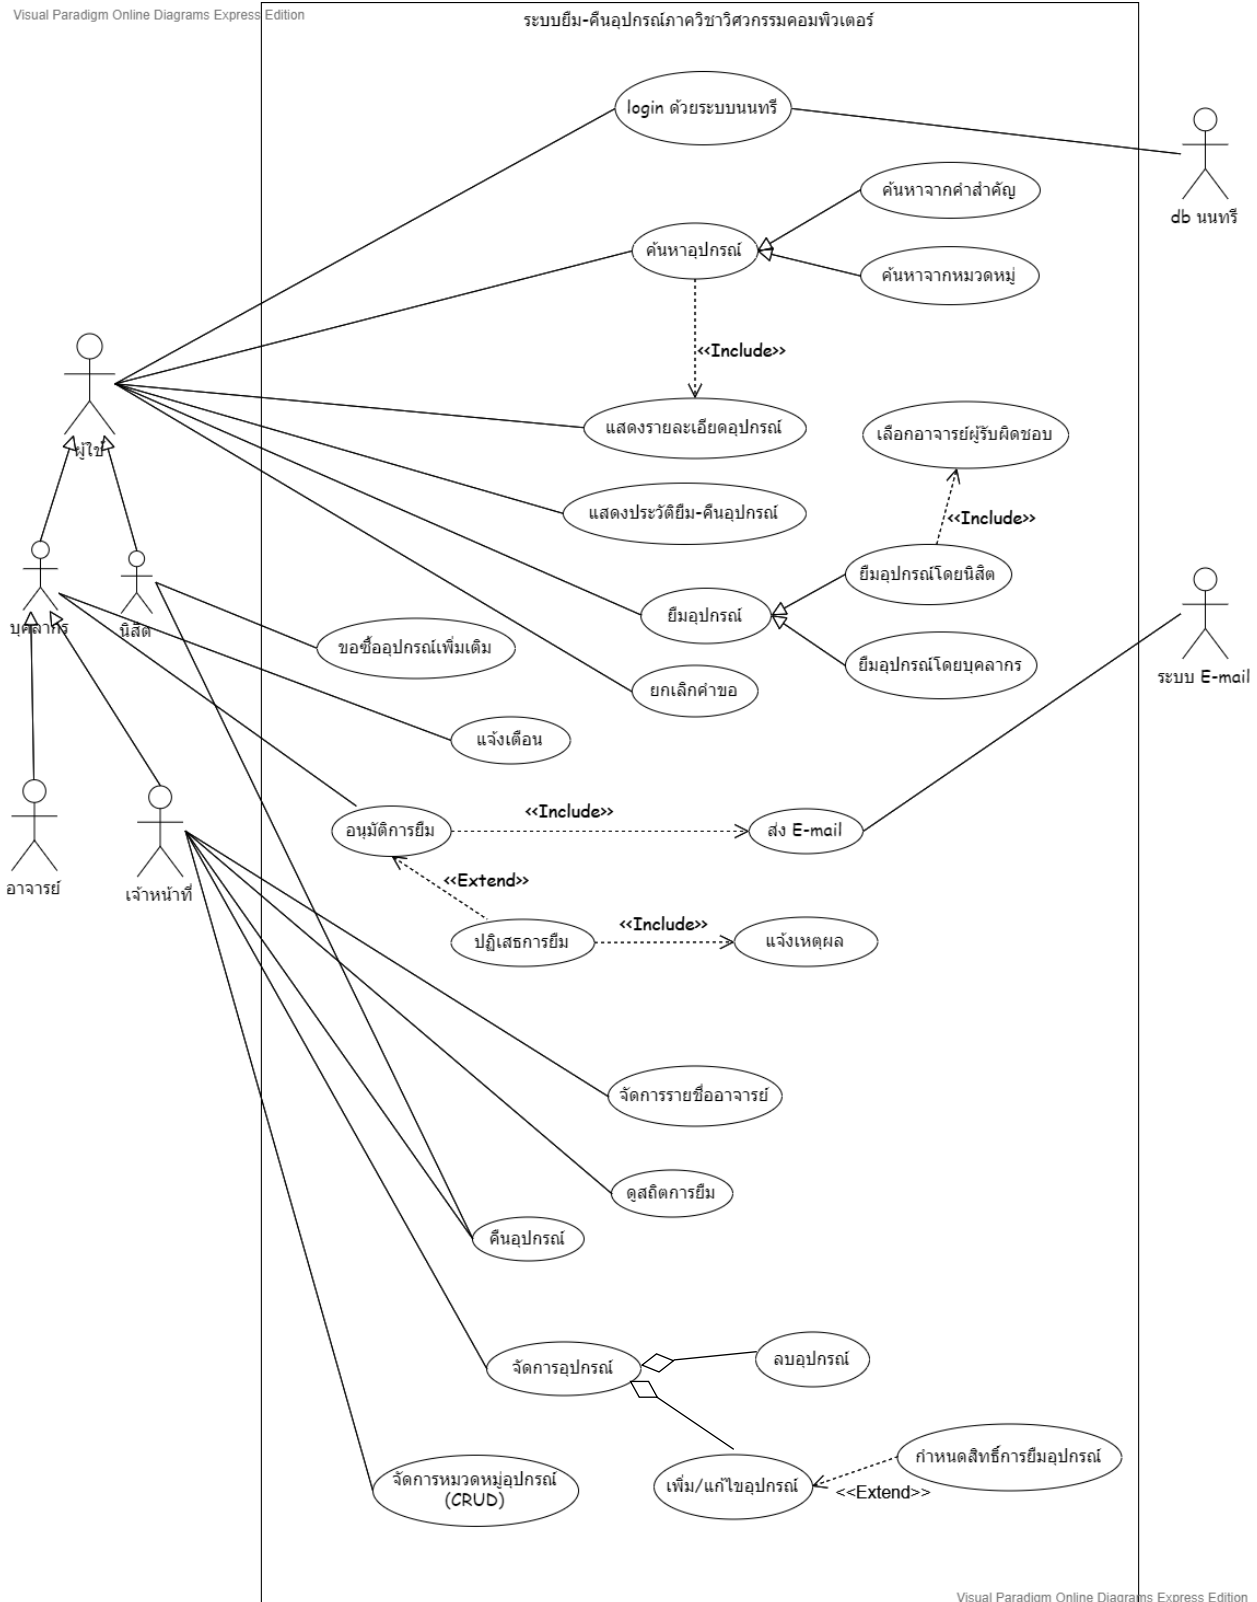 Visual Paradigm Online Diagrams Express Edition
ระบบยืม-คืนอุปกรณ์ภาควิชาวิศวกรรมคอมพิวเตอร์
login ด้วยระบบนนทรี
db นนทรี
ค้นหาจากคำสำคัญ
ค้นหาอุปกรณ์
ค้นหาจากหมวดหมู่
<<Include>>
แสดงรายละเอียดอุปกรณ์
เลือกอาจารย์ผู้รับผิดชอบ
ผู้ใช้
แสดงประวัติยืม-คืนอุปกรณ์
<<Include>>
ยืมอุปกรณ์โดยนิสิต
ยืมอุปกรณ์
บุคลากร
นิสิต
ขอซื้ออุปกรณ์เพิ่มเติม
ยืมอุปกรณ์โดยบุคลากร
ระบบ E-mail
ยกเลิกคำขอ
แจ้งเตือน
<<Include>>
อนุมัติการยืม
ส่ง E-mail
<<Extend>>
อาจารย์
เจ้าหน้าที่
<<Include>>
ปฏิเสธการยืม
แจ้งเหตุผล
จัดการรายชื่ออาจารย์
ดูสถิตการยืม
คืนอุปกรณ์
จัดการอุปกรณ์
ลบอุปกรณ์
กำหนดสิทธิ์การยืมอุปกรณ์
จัดการหมวดหมู่อุปกรณ์
(CRUD)
เพิ่ม/แก้ไขอุปกรณ์
<<Extend>>
Visual Paradigm Online Diagrams Express Edition